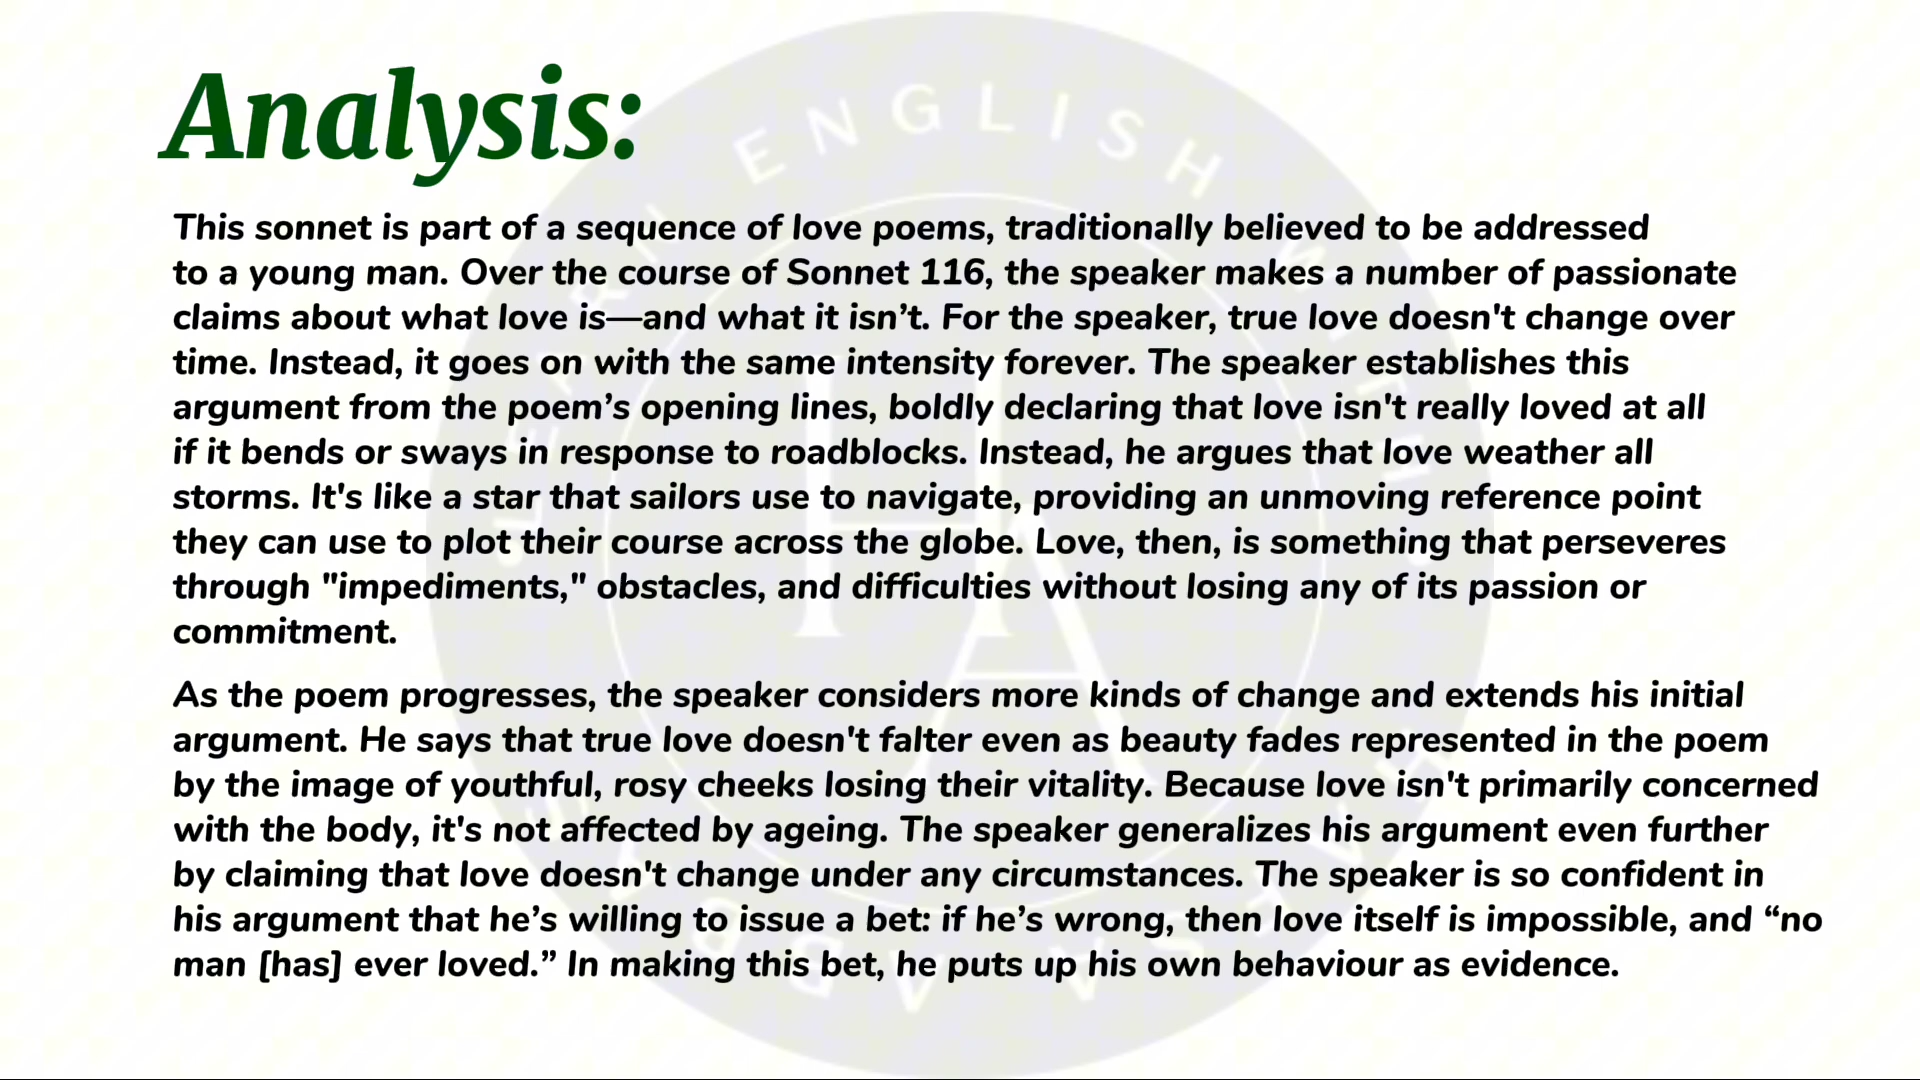 Analysis:
This sonnet is part of a sequence of love poems, traditionally believed to be addressed
to a young man. Over the course of Sonnet 116, the speaker makes a number of passionate
claims about what love is—and what it isn’t. For the speaker, true love doesn't change over
time. Instead, it goes on with the same intensity forever. The speaker establishes this
argument from the poem’s opening lines, boldly declaring that love isn't really loved at all
if it bends or sways in response to roadblocks. Instead, he argues that love weather all
storms. It's like a star that sailors use to navigate, providing an unmoving reference point
they can use to plot their course across the globe. Love, then, is something that perseveres
through "impediments," obstacles, and difficulties without losing any of its passion or
commitment.
As the poem progresses, the speaker considers more kinds of change and extends his initial
argument. He says that true love doesn't falter even as beauty fades represented in the poem
by the image of youthful, rosy cheeks losing their vitality. Because love isn't primarily concerned
with the body, it's not affected by ageing. The speaker generalizes his argument even further
by claiming that love doesn't change under any circumstances. The speaker is so confident in
his argument that he’s willing to issue a bet: if he’s wrong, then love itself is impossible, and “no
man [has] ever loved.” In making this bet, he puts up his own behaviour as evidence.
ENGLISH
HA